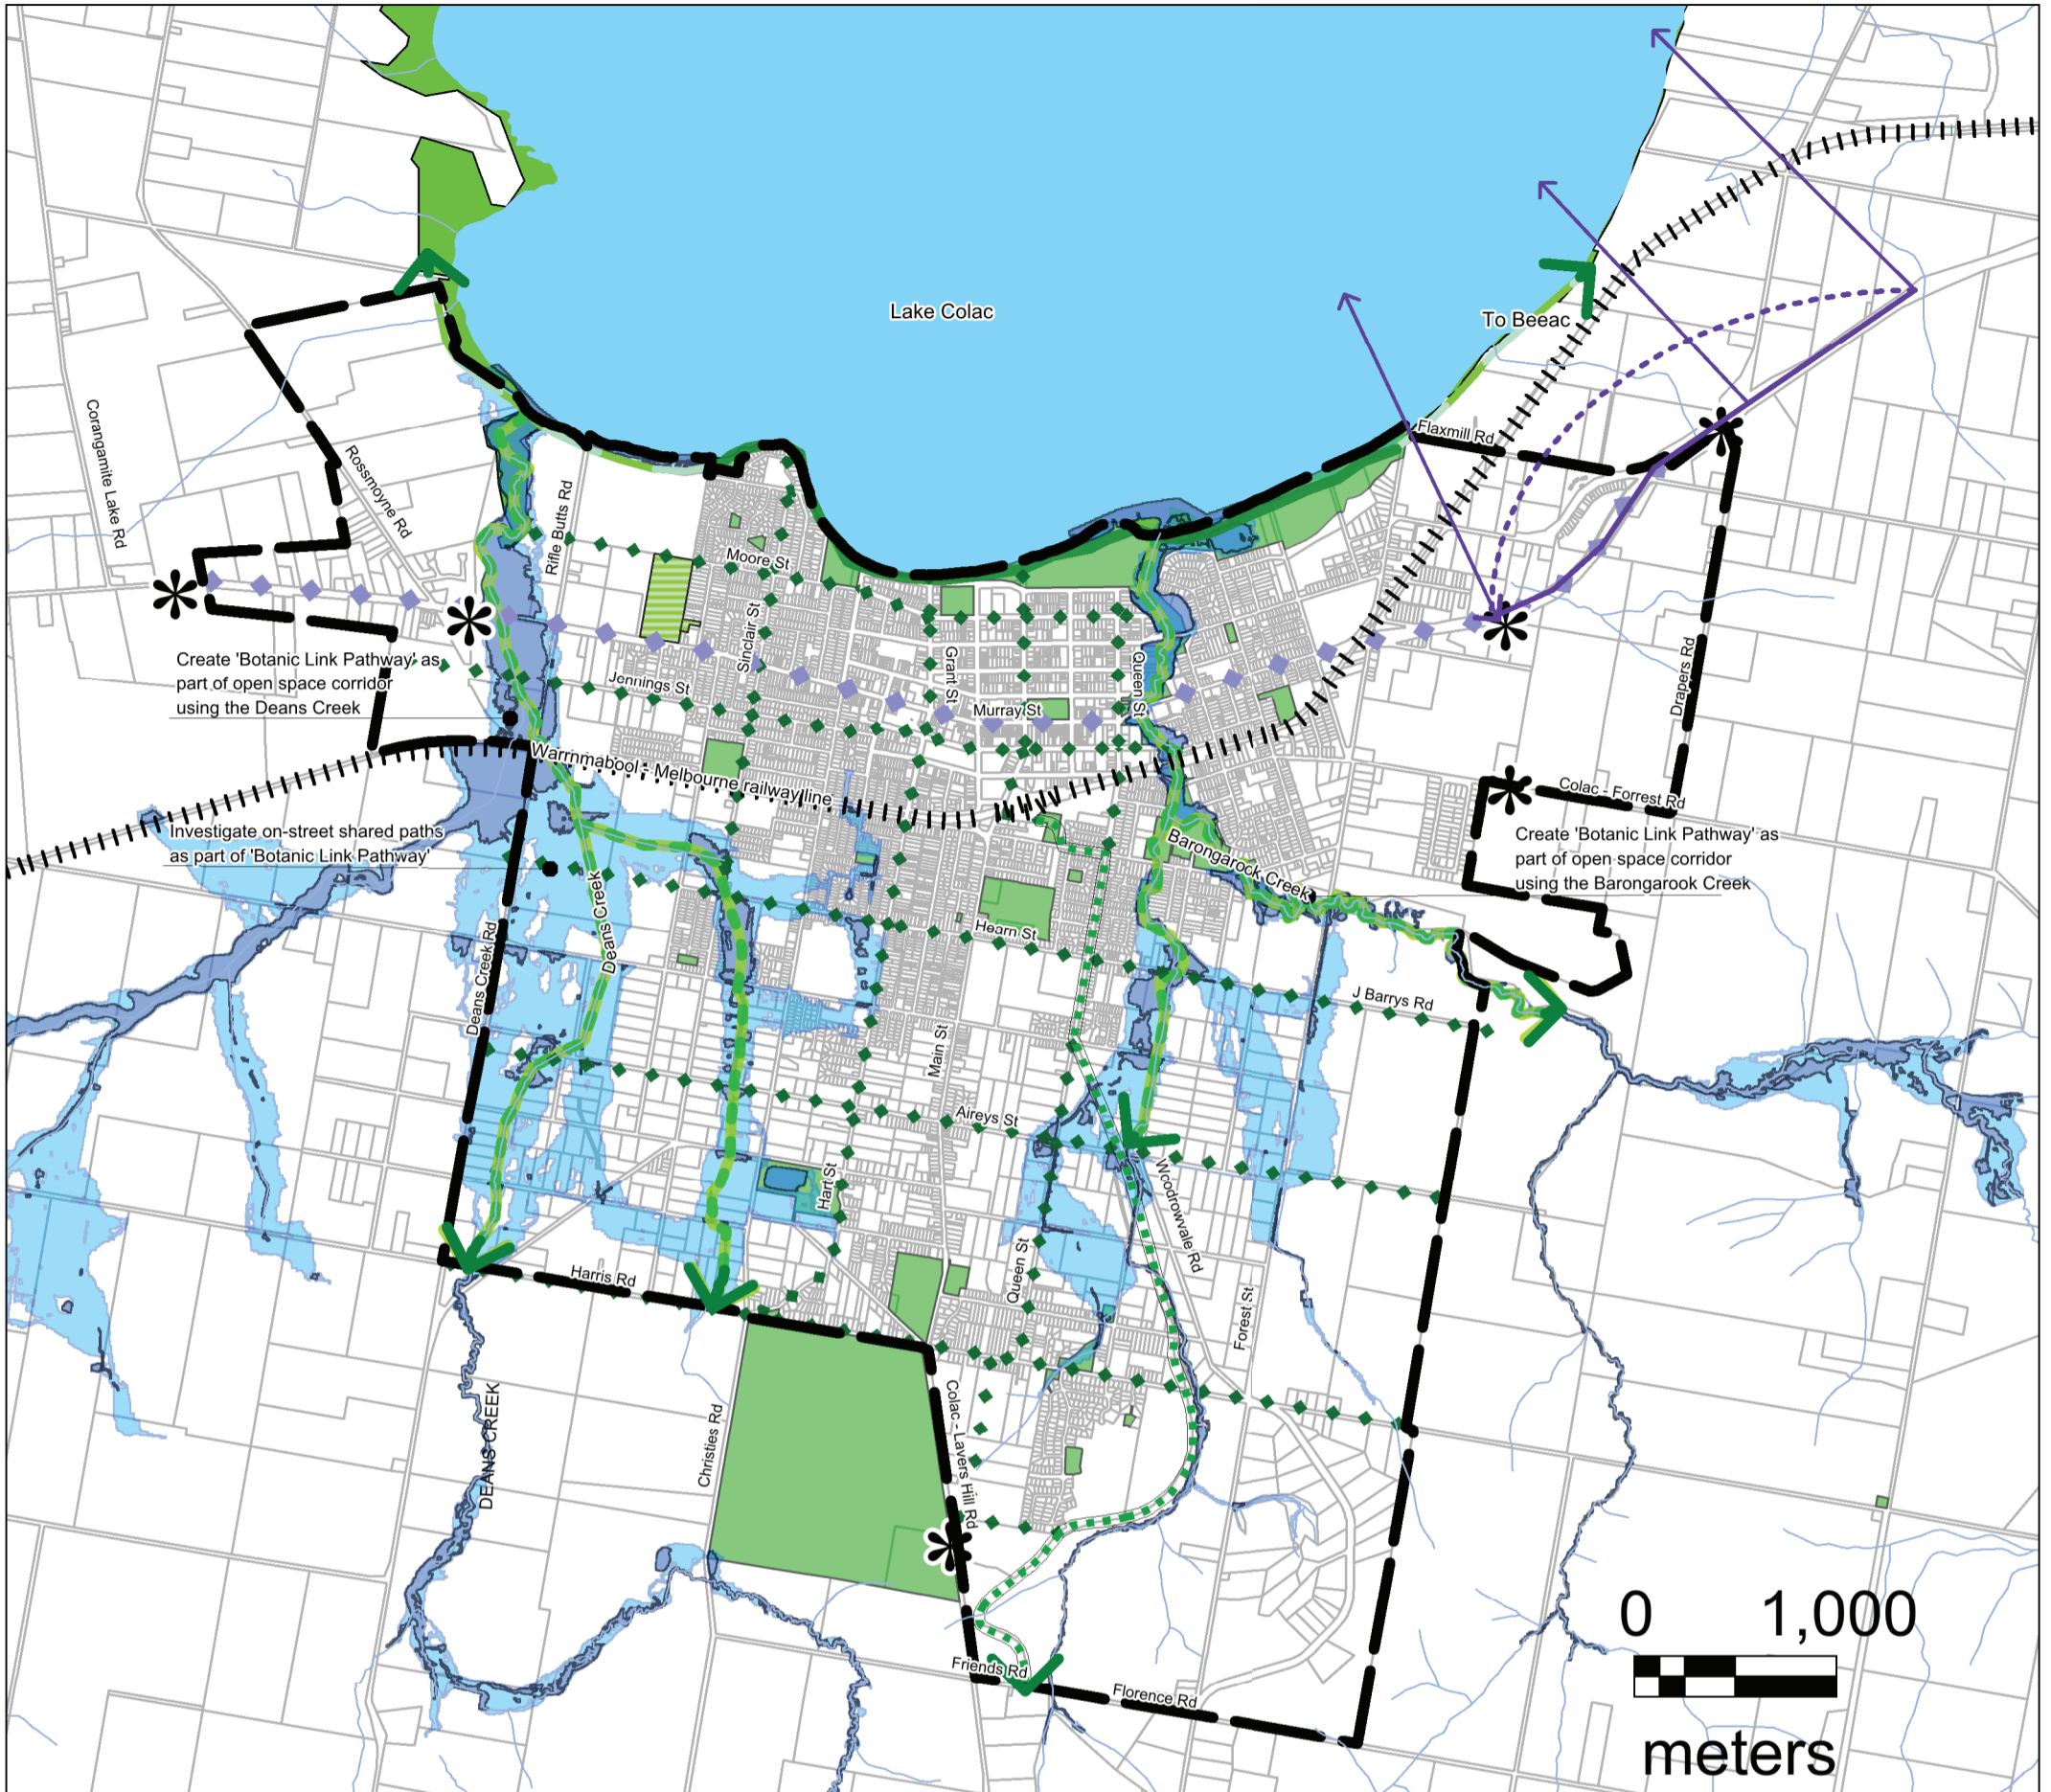 Lake Colac
To Beeac
Flaxmill Rd
Corangamite Lake Rd
Rossmoyne Rd
Rifle Butts Rd
Moore St
Sinclair St
Grant St
Queen St
Drapers Rd
Create 'Botanic Link Pathway' as
part of open space corridor
using the Deans Creek
Jennings St
Murray St
Warrnmabool - Melbourne railway line
Colac - Forrest Rd
Investigate on-street shared paths
as part of 'Botanic Link Pathway'
Create 'Botanic Link Pathway' as
part of open space corridor
using the Barongarook Creek
Barongarock Creek
Deans Creek
Deans Creek Rd
Hearn St
J Barrys Rd
Main St
Aireys St
Hart St
Woodrowvale Rd
Queen St
Harris Rd
Forest St
DEANS CREEK
Christies Rd
Colac - Lavers Hill Rd
Friends Rd
Florence Rd
0 1,000
meters